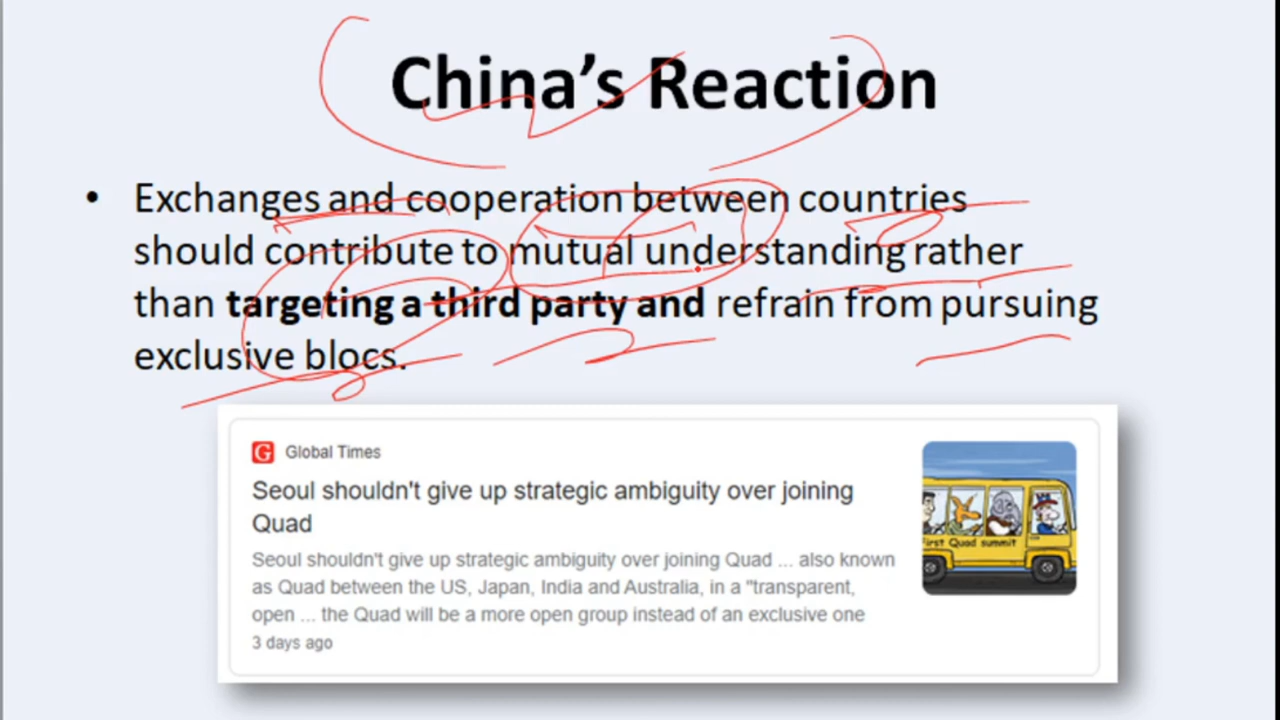 China's Reaction
• Exchanges and cooperation between countries
should contribute to mutual understanding rather
than targeting a third party and refrain from pursuing
exclusive blocs.
G Global Times
Seoul shouldn't give up strategic ambiguity over joining
Quad
Seoul shouldn't give up strategic ambiguity over joining Quad ... also known
as Quad between the US, Japan, India and Australia, in a "transparent,
open ... the Quad will be a more open group instead of an exclusive one
3 days ago
First Quad summit